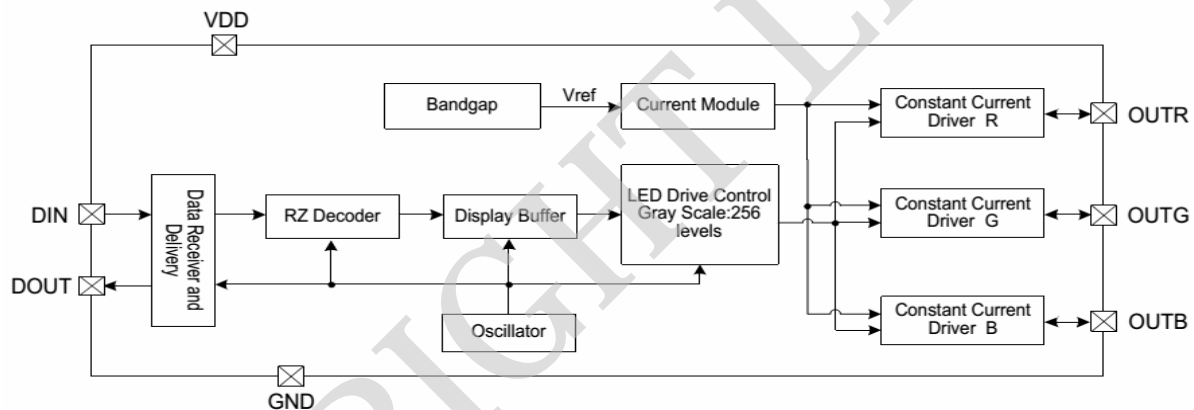 VDD
Bandgap
Vref
Current Module
Constant Current
Driver R
OUTR
DIN
Data Receiver and
Delivery
RZ Decoder
Display Buffer
LED Drive Control
Gray Scale:256
levels
Constant Current
Driver G
OUTG
DOUT
Oscillator
Constant Current
Driver B
OUTB
GND
RIGHT L